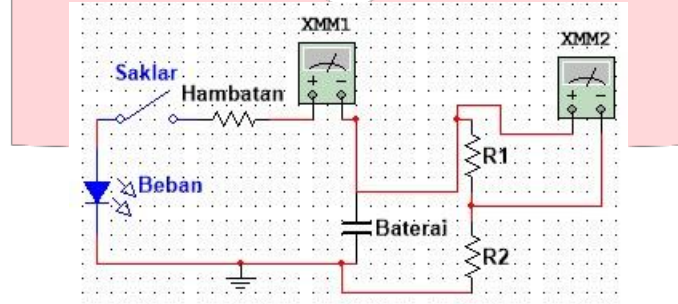 XMM1
XMM2
Saklar
Hambatan
R1
Beban
Baterai
R2